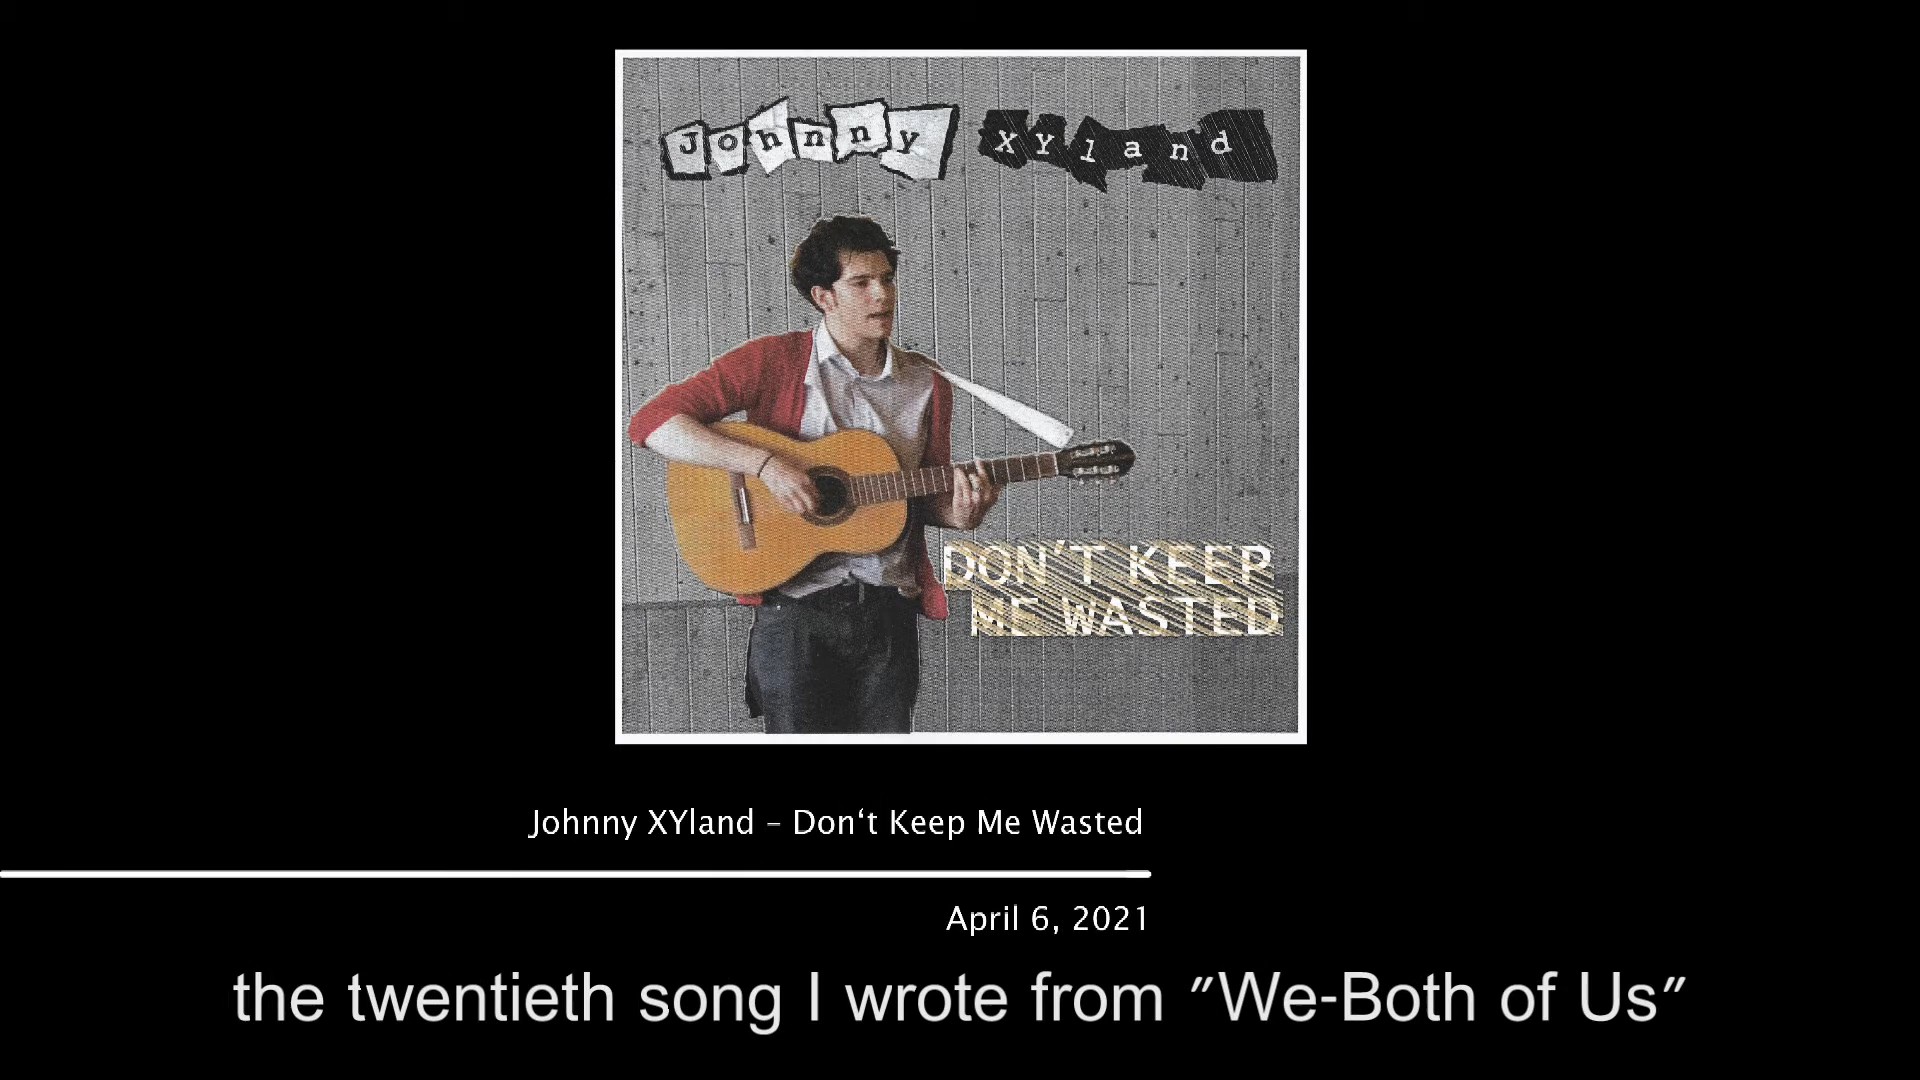 Johnny XYland
DON'T KEEP
ME WASTED
Johnny XYland – Don‘t Keep Me Wasted
April 6, 2021
the twentieth song I wrote from "We-Both of Us"